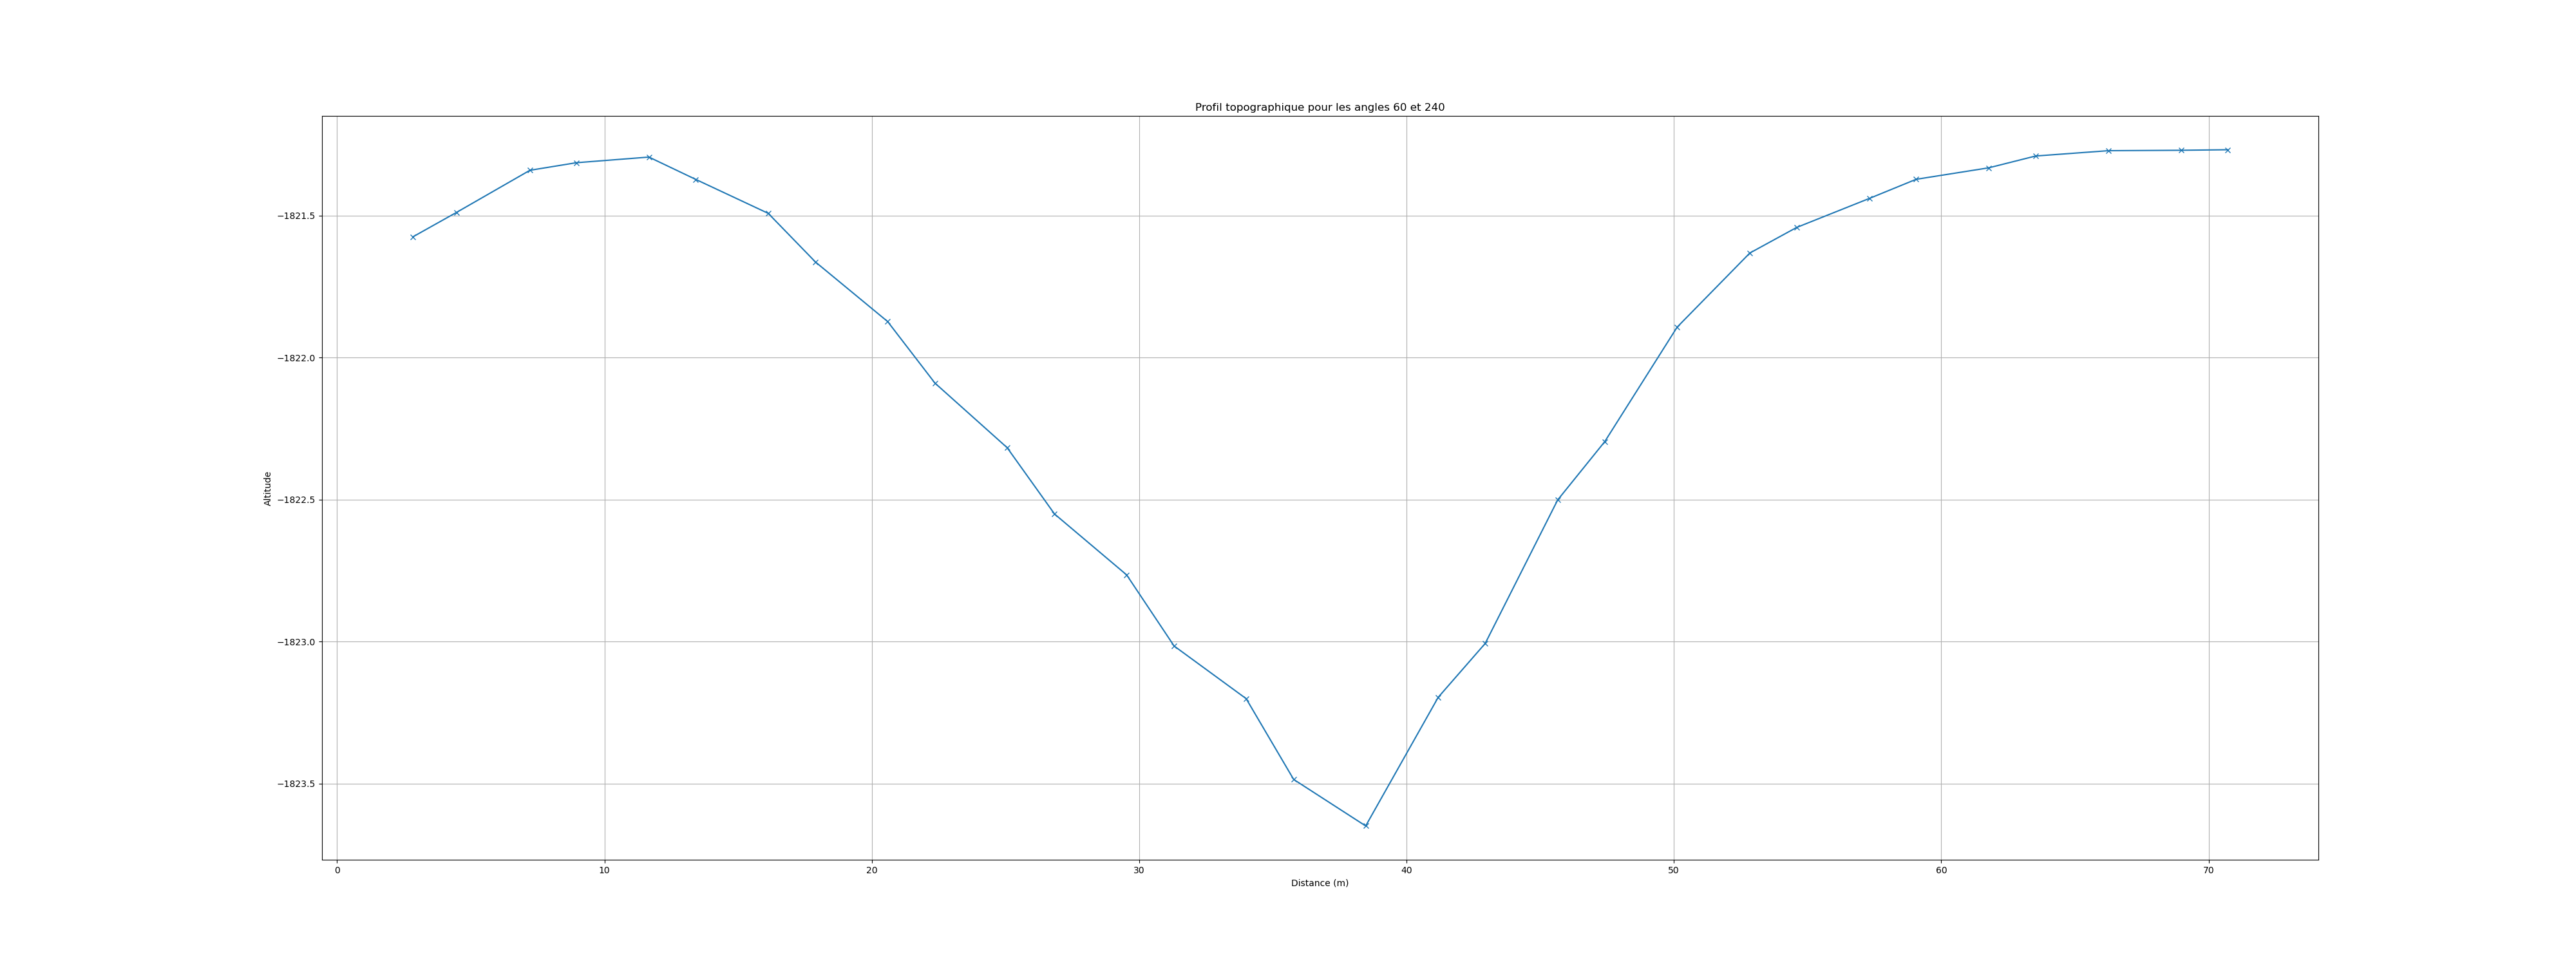 Profil topographique pour les angles 60 et 240
−1821.5
−1822.0
−1822.5
−1823.0
−1823.5
Altitude
0 10 20 30 40 50 60 70
Distance (m)